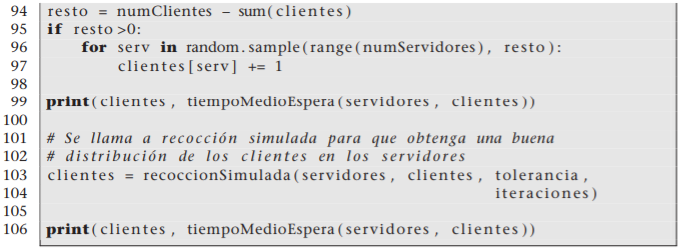 94 resto = numClientes − sum(clientes)
95 if resto>0:
96 for serv in random.sample(range(numServidores), resto):
97 clientes[serv] += 1
98
99 print(clientes, tiempoMedioEspera(servidores, clientes))
100
101 # Se llama a recocción simulada para que obtenga una buena
102 # distribución de los clientes en los servidores
103 clientes = recoccionSimulada(servidores, clientes, tolerancia,
104 iteraciones)
105
106 print(clientes, tiempoMedioEspera(servidores, clientes))